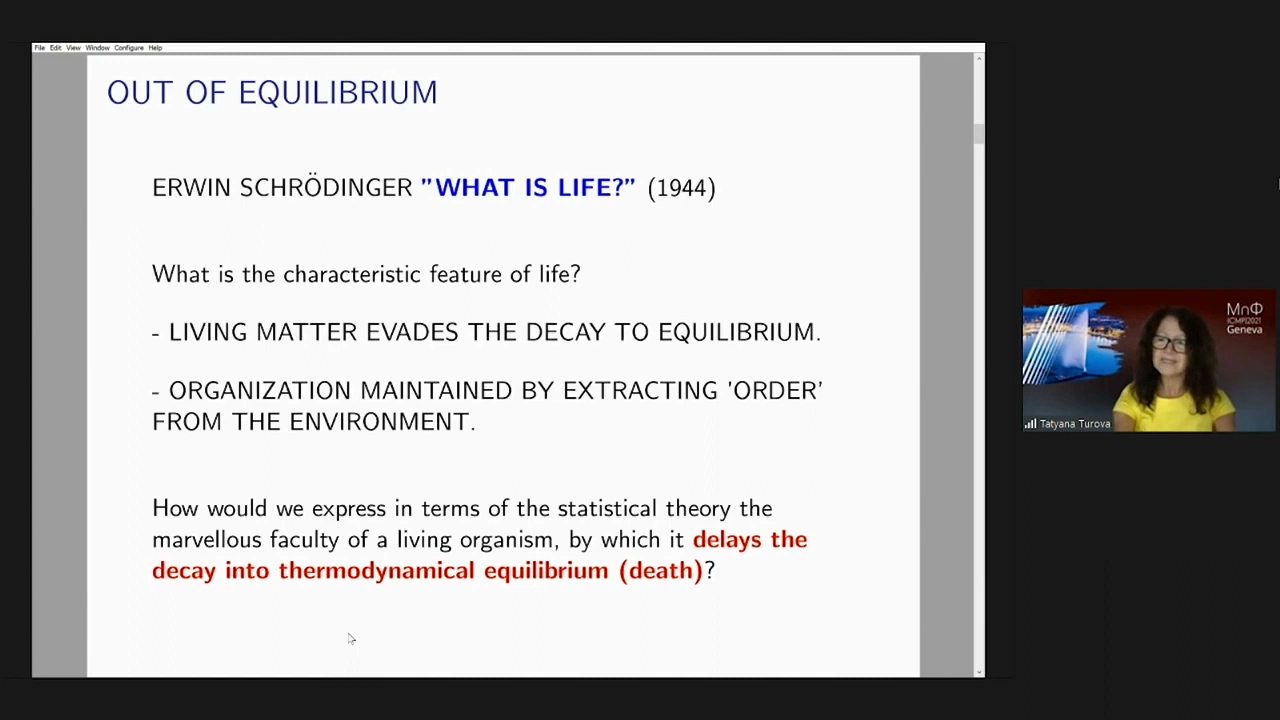 File Edit View Window Configure Help
OUT OF EQUILIBRIUM
ERWIN SCHRÖDINGER ”WHAT IS LIFE?” (1944)
What is the characteristic feature of life?
- LIVING MATTER EVADES THE DECAY TO EQUILIBRIUM.
- ORGANIZATION MAINTAINED BY EXTRACTING ’ORDER’
FROM THE ENVIRONMENT.
How would we express in terms of the statistical theory the
marvellous faculty of a living organism, by which it delays the
decay into thermodynamical equilibrium (death)?
MпФ
ICMP|2021
Geneva
Tatyana Turova